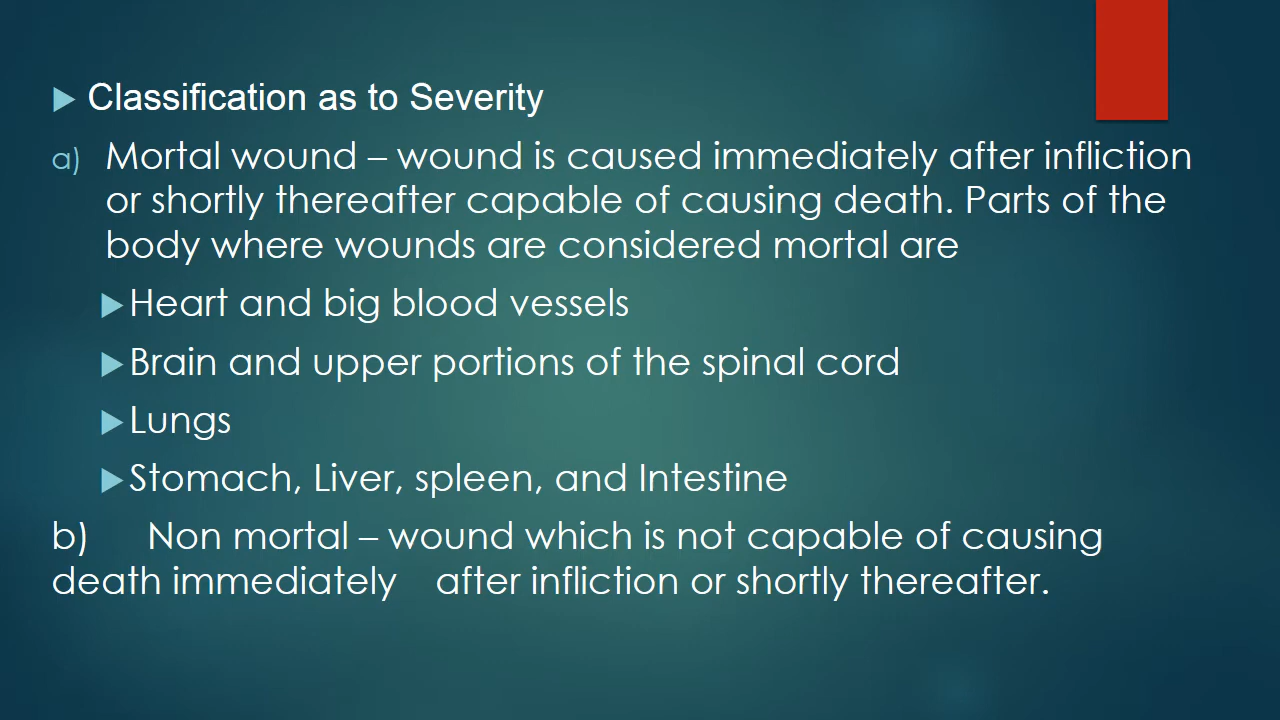 Classification as to Severity
a) Mortal wound – wound is caused immediately after infliction
or shortly thereafter capable of causing death. Parts of the
body where wounds are considered mortal are
Heart and big blood vessels
Brain and upper portions of the spinal cord
Lungs
Stomach, Liver, spleen, and Intestine
b) Non mortal – wound which is not capable of causing
death immediately after infliction or shortly thereafter.